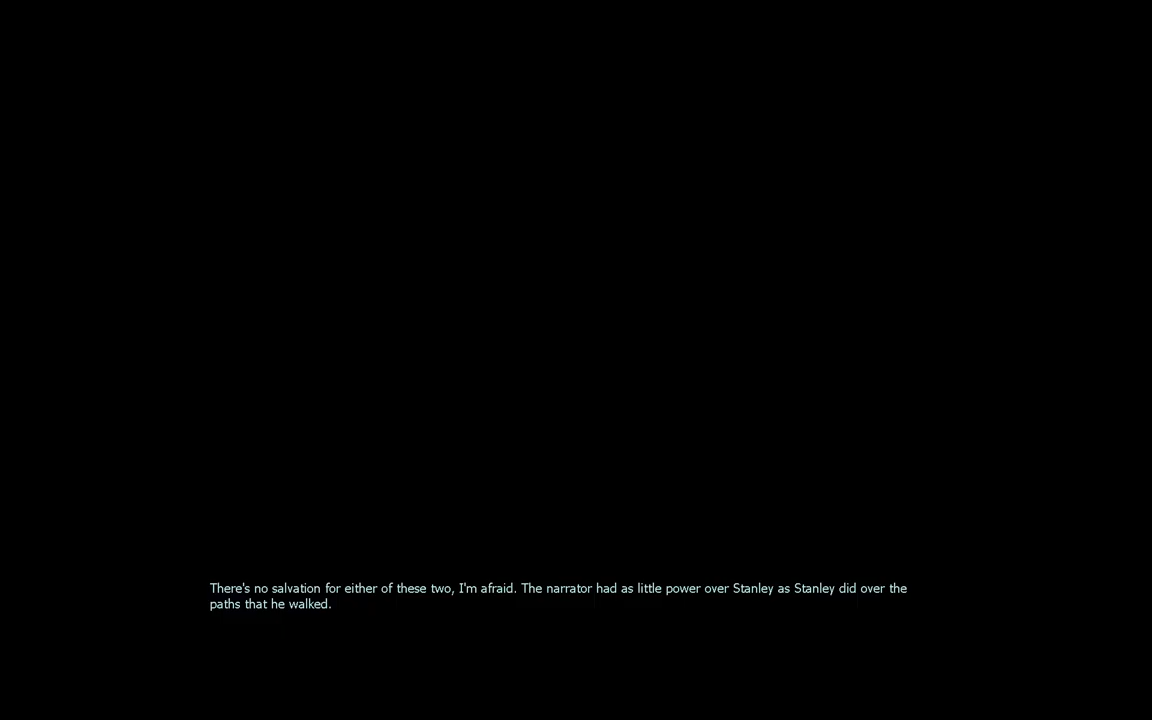 There's no salvation for either of these two, I'm afraid. The narrator had as little power over Stanley as Stanley did over the
paths that he walked.